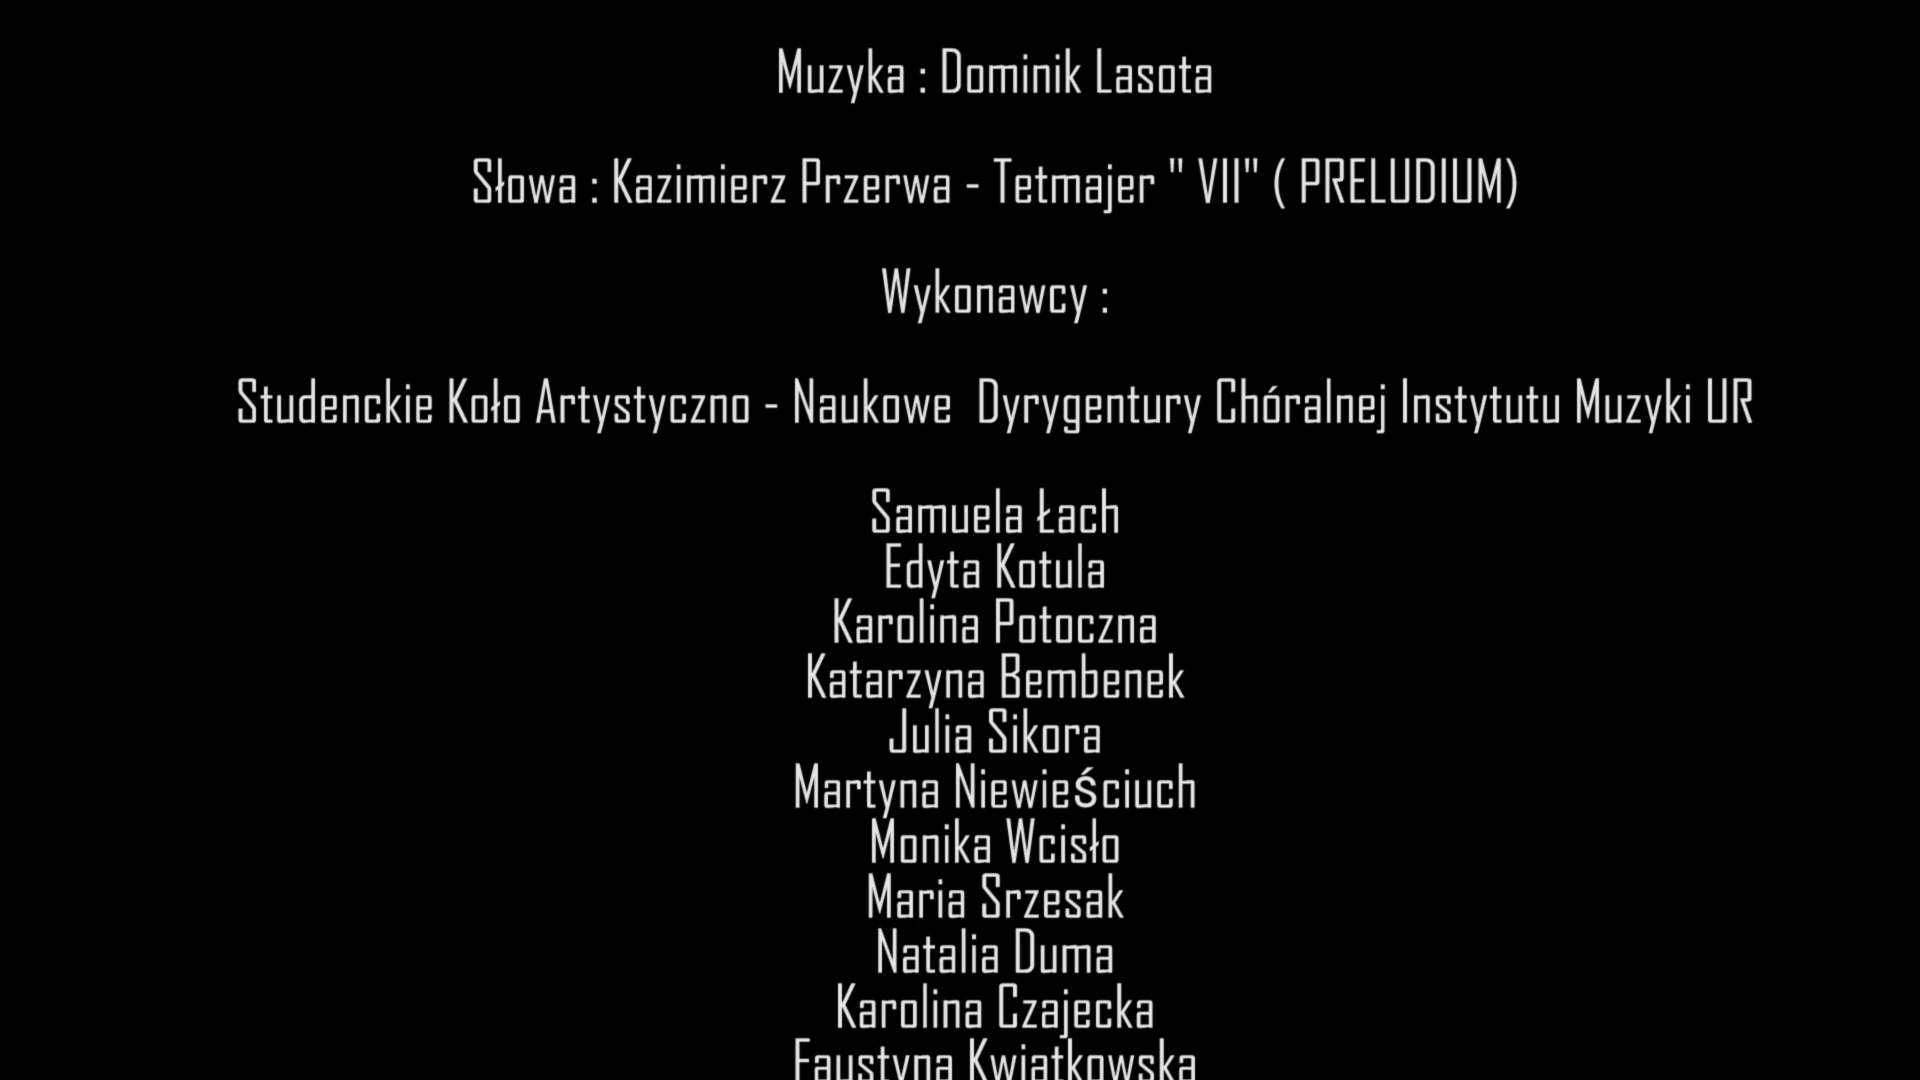 Muzyka : Dominik Lasota
Słowa : Kazimierz Przerwa - Tetmajer " VII" ( PRELUDIUM)
Wykonawcy :
Studenckie Koło Artystyczno - Naukowe  Dyrygentury Chóralnej Instytutu Muzyki UR
Samuela Łach
Edyta Kotula
Karolina Potoczna
Katarzyna Bembenek
Julia Sikora
Martyna Niewieściuch
Monika Wcisło
Maria Srzesak
Natalia Duma
Karolina Czajecka
Faustyna Kwiatkowska